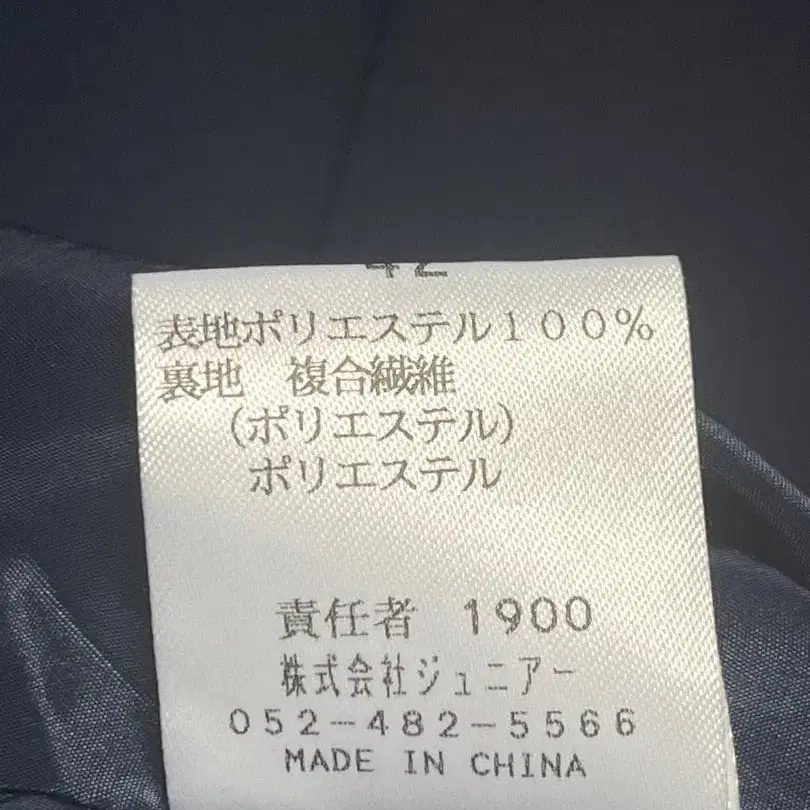 42
表地ポリエステル１００％
裏地　複合繊維
（ポリエステル）
ポリエステル
責任者 1900
株式会社ジュニアー
052-482-5566
MADE IN CHINA